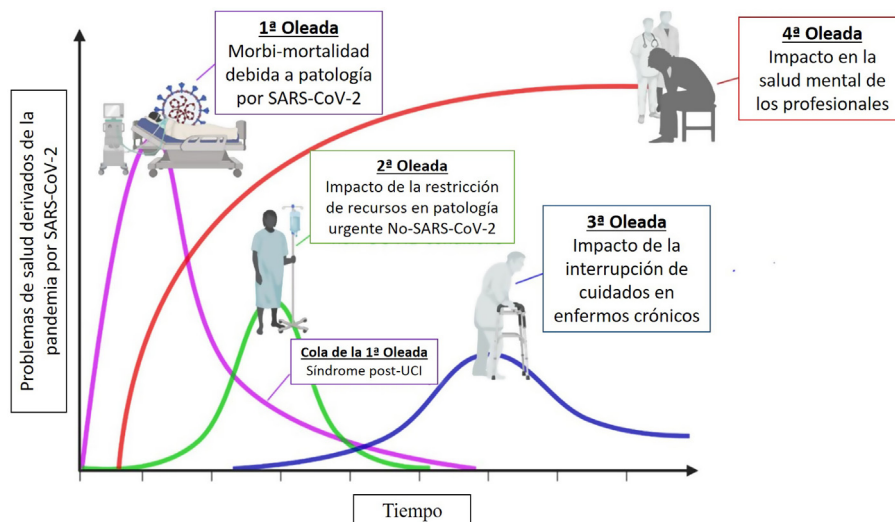 1ª Oleada
Morbi-mortalidad
debida a patología
por SARS-CoV-2
2ª Oleada
Impacto de la restricción
de recursos en patología
urgente No-SARS-CoV-2
3ª Oleada
Impacto de la
interrupción de
cuidados en
enfermos crónicos
4ª Oleada
Impacto en la
salud mental de
los profesionales
Cola de la 1ª Oleada
Síndrome post-UCI
Problemas de salud derivados de la
pandemia por SARS-CoV-2
Tiempo